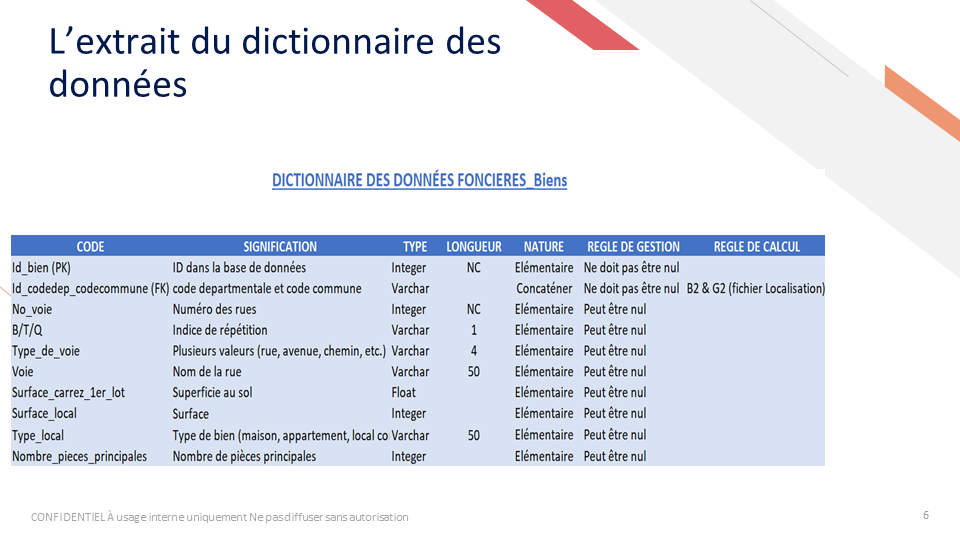 L’extrait du dictionnaire des
données
DICTIONNAIRE DES DONNÉES FONCIERES_Biens
CODE SIGNIFICATION TYPE LONGUEUR NATURE REGLE DE GESTION REGLE DE CALCUL
Id_bien (PK) ID dans la base de données Integer NC Elémentaire Ne doit pas être nul
Id_codedep_codecommune (FK) code departmentale et code commune Varchar Concaténer Ne doit pas être nul B2 & G2 (fichier Localisation)
No_voie Numéro des rues Integer NC Elémentaire Peut être nul
B/T/Q Indice de répétition Varchar 1 Elémentaire Peut être nul
Type_de_voie Plusieurs valeurs (rue, avenue, chemin, etc.) Varchar 4 Elémentaire Peut être nul
Voie Nom de la rue Varchar 50 Elémentaire Peut être nul
Surface_carrez_1er_lot Superficie au sol Float Elémentaire Peut être nul
Surface_local Surface Integer Elémentaire Peut être nul
Type_local Type de bien (maison, appartement, local co Varchar 50 Elémentaire Peut être nul
Nombre_pieces_principales Nombre de pièces principales Integer Elémentaire Peut être nul
CONFIDENTIEL À usage interne uniquement Ne pas diffuser sans autorisation
6